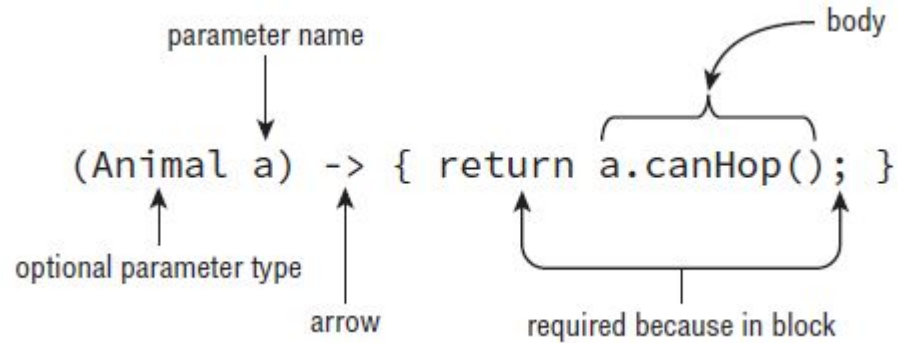 body
parameter name
(Animal a) -> { return a.canHop(); }
optional parameter type
arrow
required because in block